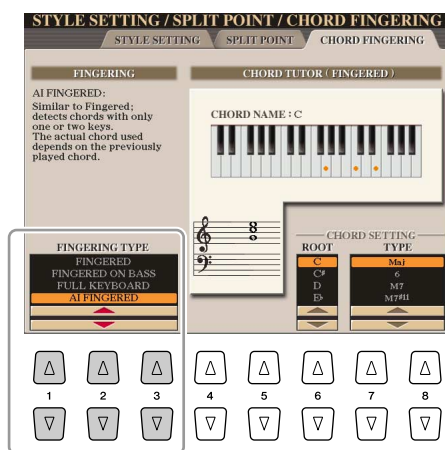 STYLE SETTING / SPLIT POINT / CHORD FINGERING
STYLE SETTING
SPLIT POINT
CHORD FINGERING
FINGERING
AI FINGERED:
Similar to Fingered;
detects chords with only
one or two keys.
The actual chord used
depends on the previously
played chord.
CHORD TUTOR ( FINGERED )
CHORD NAME : C
FINGERING TYPE
FINGERED
FINGERED ON BASS
FULL KEYBOARD
AI FINGERED
CHORD SETTING
ROOT
C
C#
D
E♭
TYPE
Maj
6
M7
M7#11
1 2 3 4 5 6 7 8